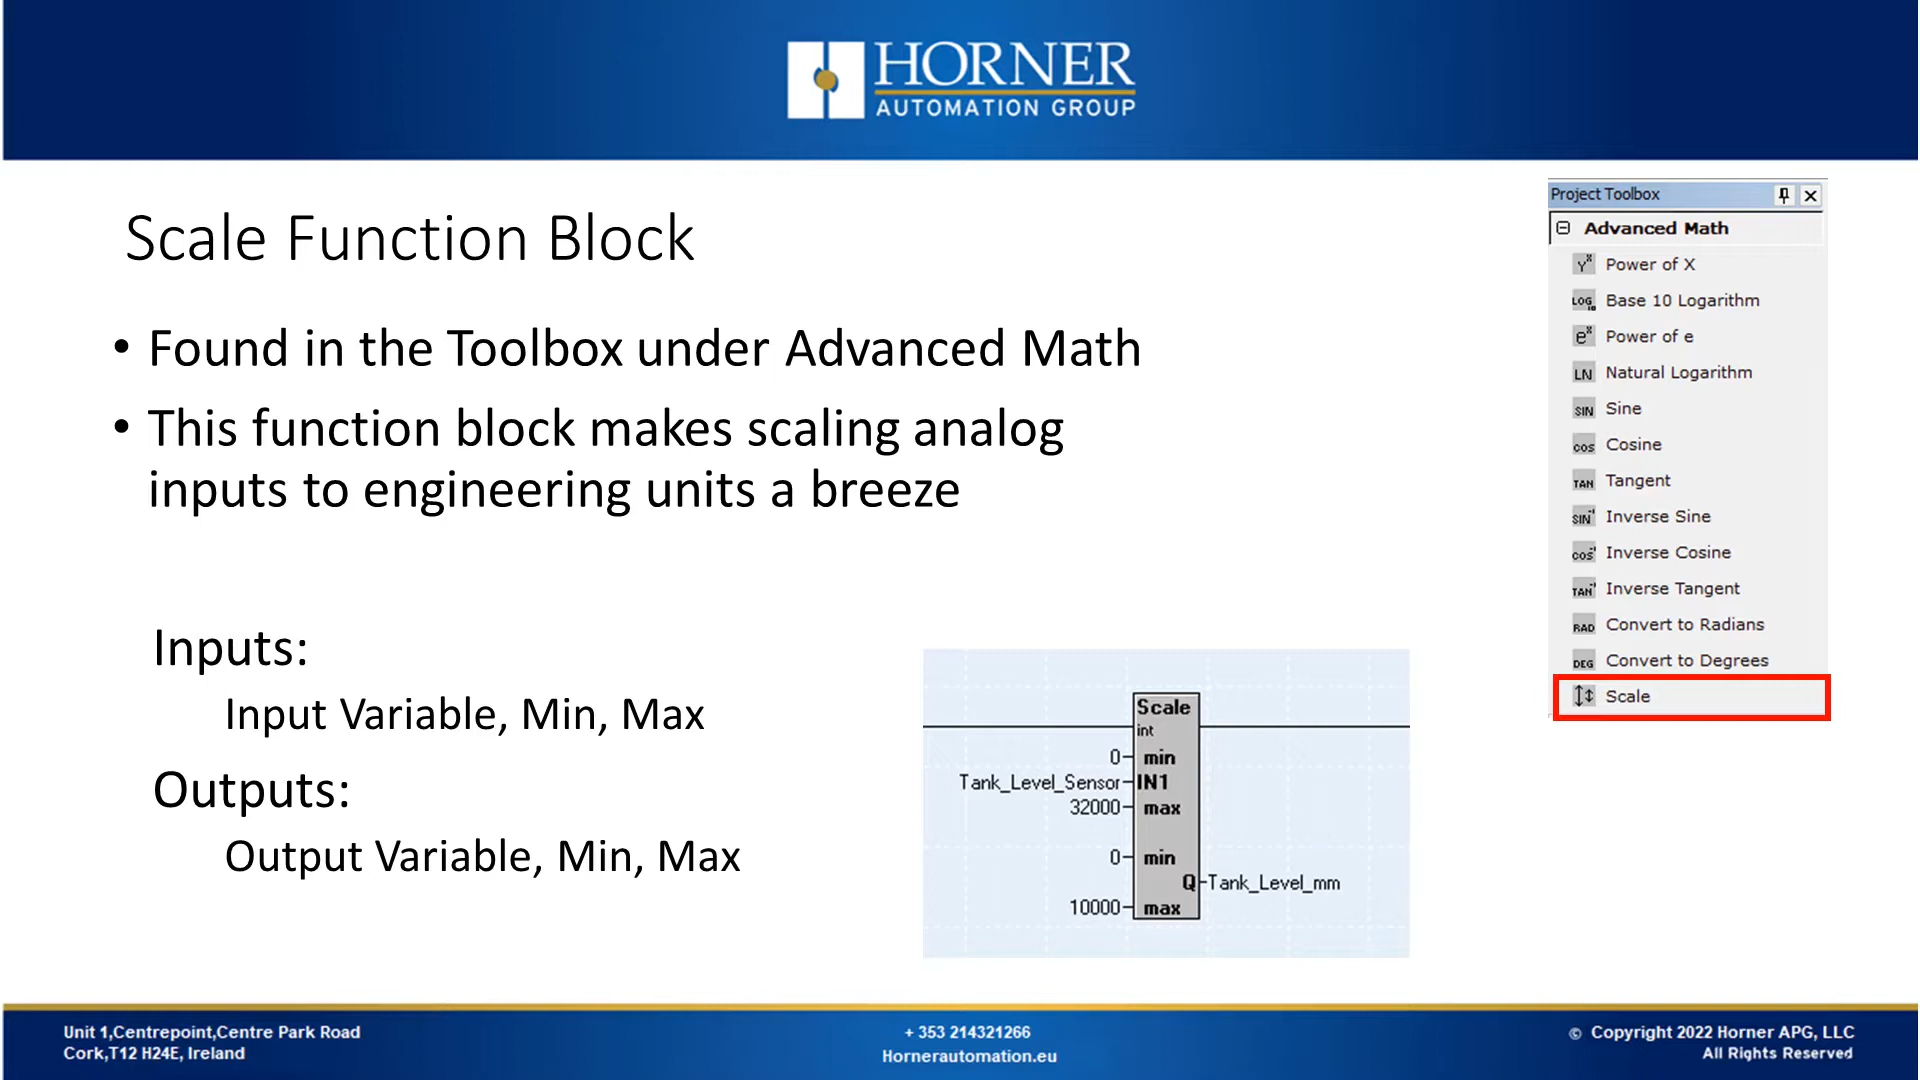 HORNER
AUTOMATION GROUP
Scale Function Block
• Found in the Toolbox under Advanced Math
• This function block makes scaling analog
inputs to engineering units a breeze
Inputs:
Input Variable, Min, Max
Outputs:
Output Variable, Min, Max
Scale
int
0 min
Tank_Level_Sensor IN1
32000 max
0 min
Q Tank_Level_mm
10000 max
Project Toolbox
Advanced Math
Yx Power of X
LOG10 Base 10 Logarithm
ex Power of e
LN Natural Logarithm
SIN Sine
COS Cosine
TAN Tangent
SIN-1 Inverse Sine
COS-1 Inverse Cosine
TAN-1 Inverse Tangent
RAD Convert to Radians
DEG Convert to Degrees
Scale
Unit 1,Centrepoint,Centre Park Road
Cork,T12 H24E, Ireland
+ 353 214321266
Hornerautomation.eu
© Copyright 2022 Horner APG, LLC
All Rights Reserved